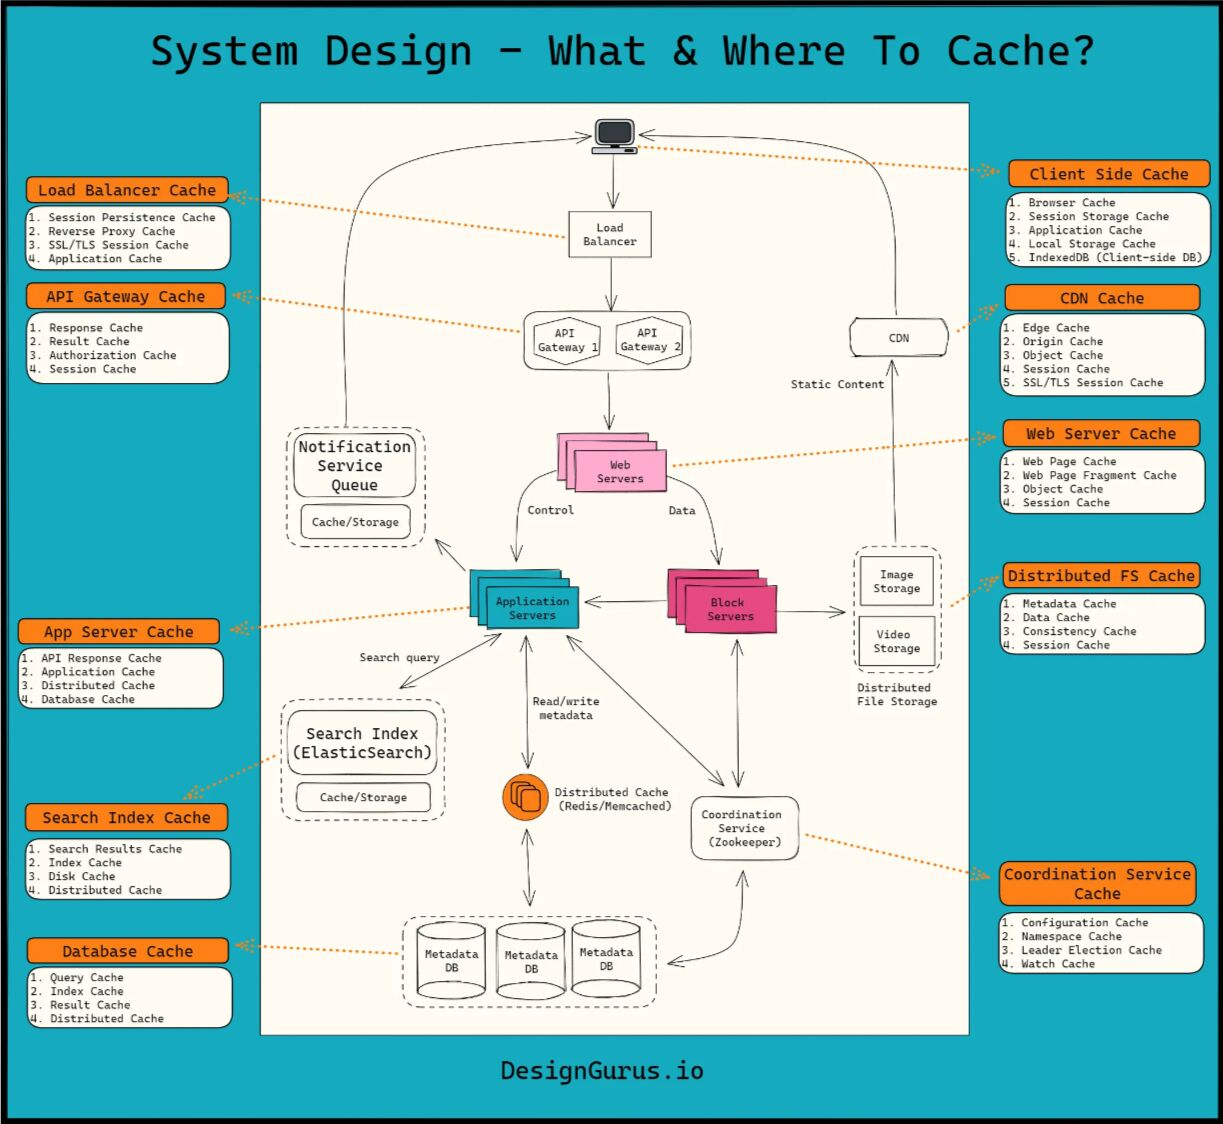 System Design – What & Where To Cache?
Load Balancer Cache
1. Session Persistence Cache
2. Reverse Proxy Cache
3. SSL/TLS Session Cache
4. Application Cache
API Gateway Cache
1. Response Cache
2. Result Cache
3. Authorization Cache
4. Session Cache
App Server Cache
1. API Response Cache
2. Application Cache
3. Distributed Cache
4. Database Cache
Search Index Cache
1. Search Results Cache
2. Index Cache
3. Disk Cache
4. Distributed Cache
Database Cache
1. Query Cache
2. Index Cache
3. Result Cache
4. Distributed Cache
Load
Balancer
API
Gateway 1
API
Gateway 2
CDN
Static Content
Notification
Service
Queue
Cache/Storage
Web
Servers
Control
Data
Application
Servers
Block
Servers
Image
Storage
Video
Storage
Distributed
File Storage
Search query
Read/write
metadata
Search Index
(ElasticSearch)
Cache/Storage
Distributed Cache
(Redis/Memcached)
Coordination
Service
(Zookeeper)
Metadata
DB
Metadata
DB
Metadata
DB
Client Side Cache
1. Browser Cache
2. Session Storage Cache
3. Application Cache
4. Local Storage Cache
5. IndexedDB (Client-side DB)
CDN Cache
1. Edge Cache
2. Origin Cache
3. Object Cache
4. Session Cache
5. SSL/TLS Session Cache
Web Server Cache
1. Web Page Cache
2. Web Page Fragment Cache
3. Object Cache
4. Session Cache
Distributed FS Cache
1. Metadata Cache
2. Data Cache
3. Consistency Cache
4. Session Cache
Coordination Service
Cache
1. Configuration Cache
2. Namespace Cache
3. Leader Election Cache
4. Watch Cache
DesignGurus.io